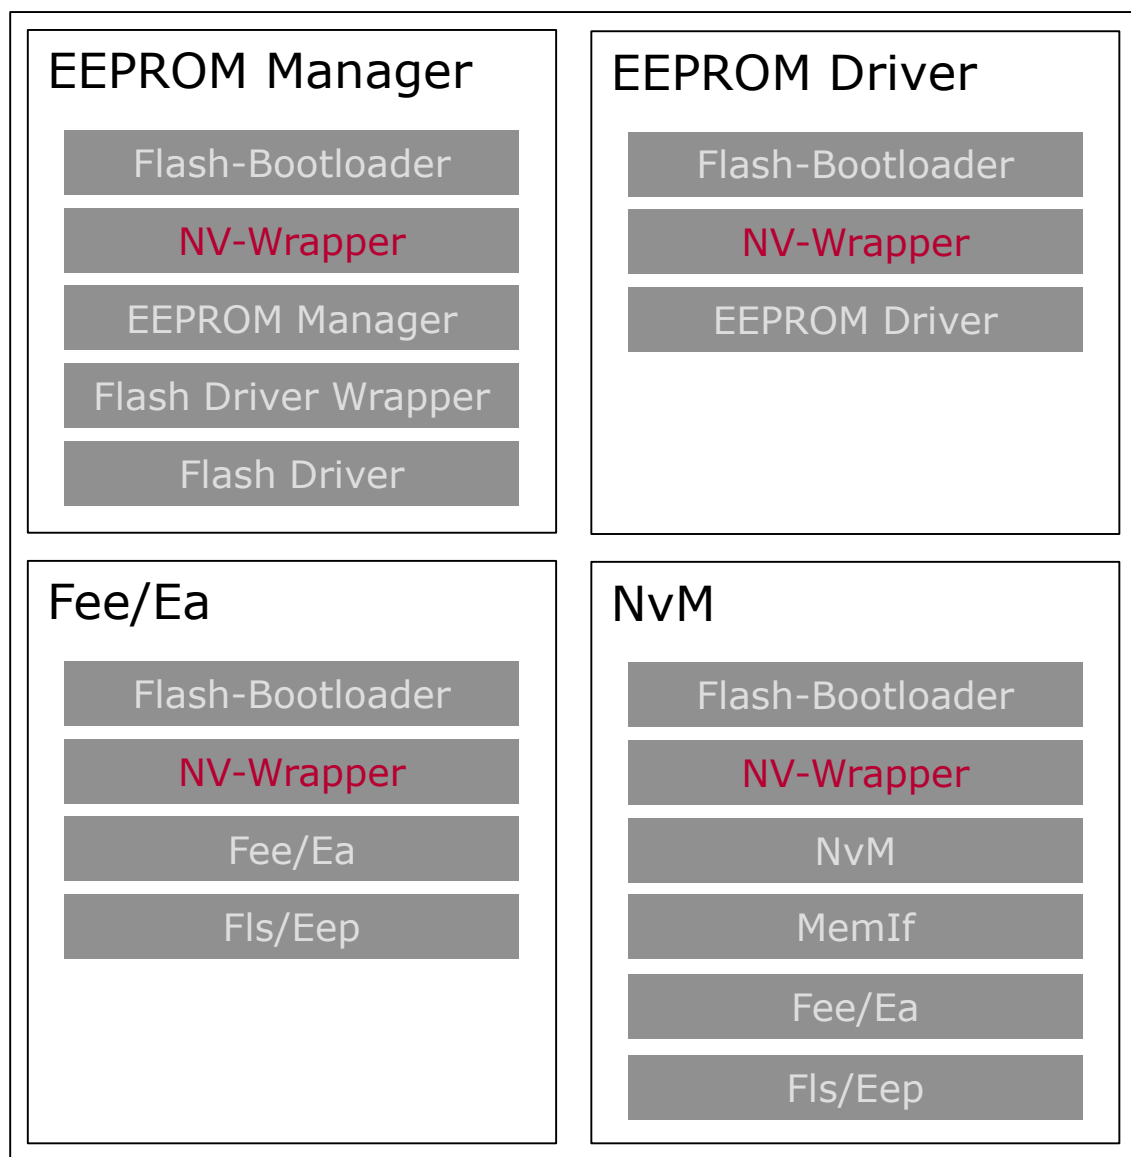 EEPROM Manager
Flash-Bootloader
NV-Wrapper
EEPROM Manager
Flash Driver Wrapper
Flash Driver
EEPROM Driver
Flash-Bootloader
NV-Wrapper
EEPROM Driver
Fee/Ea
Flash-Bootloader
NV-Wrapper
Fee/Ea
Fls/Eep
NvM
Flash-Bootloader
NV-Wrapper
NvM
MemIf
Fee/Ea
Fls/Eep